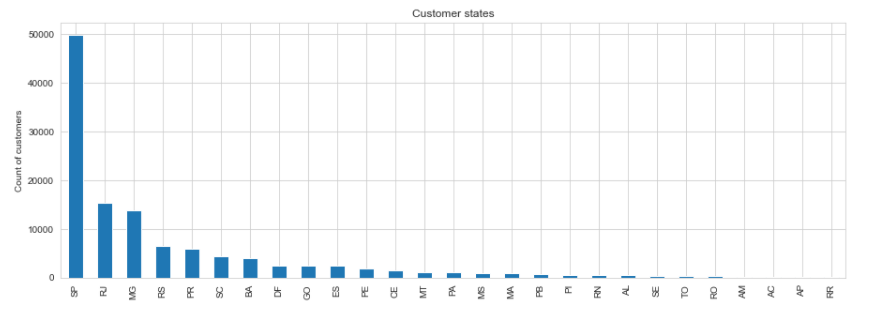 Customer states
50000
40000
30000
20000
10000
0
Count of customers
SP RJ MG RS PR SC BA DF GO ES PE CE MT PA MS MA PB PI RN AL SE TO RO AM AC AP RR